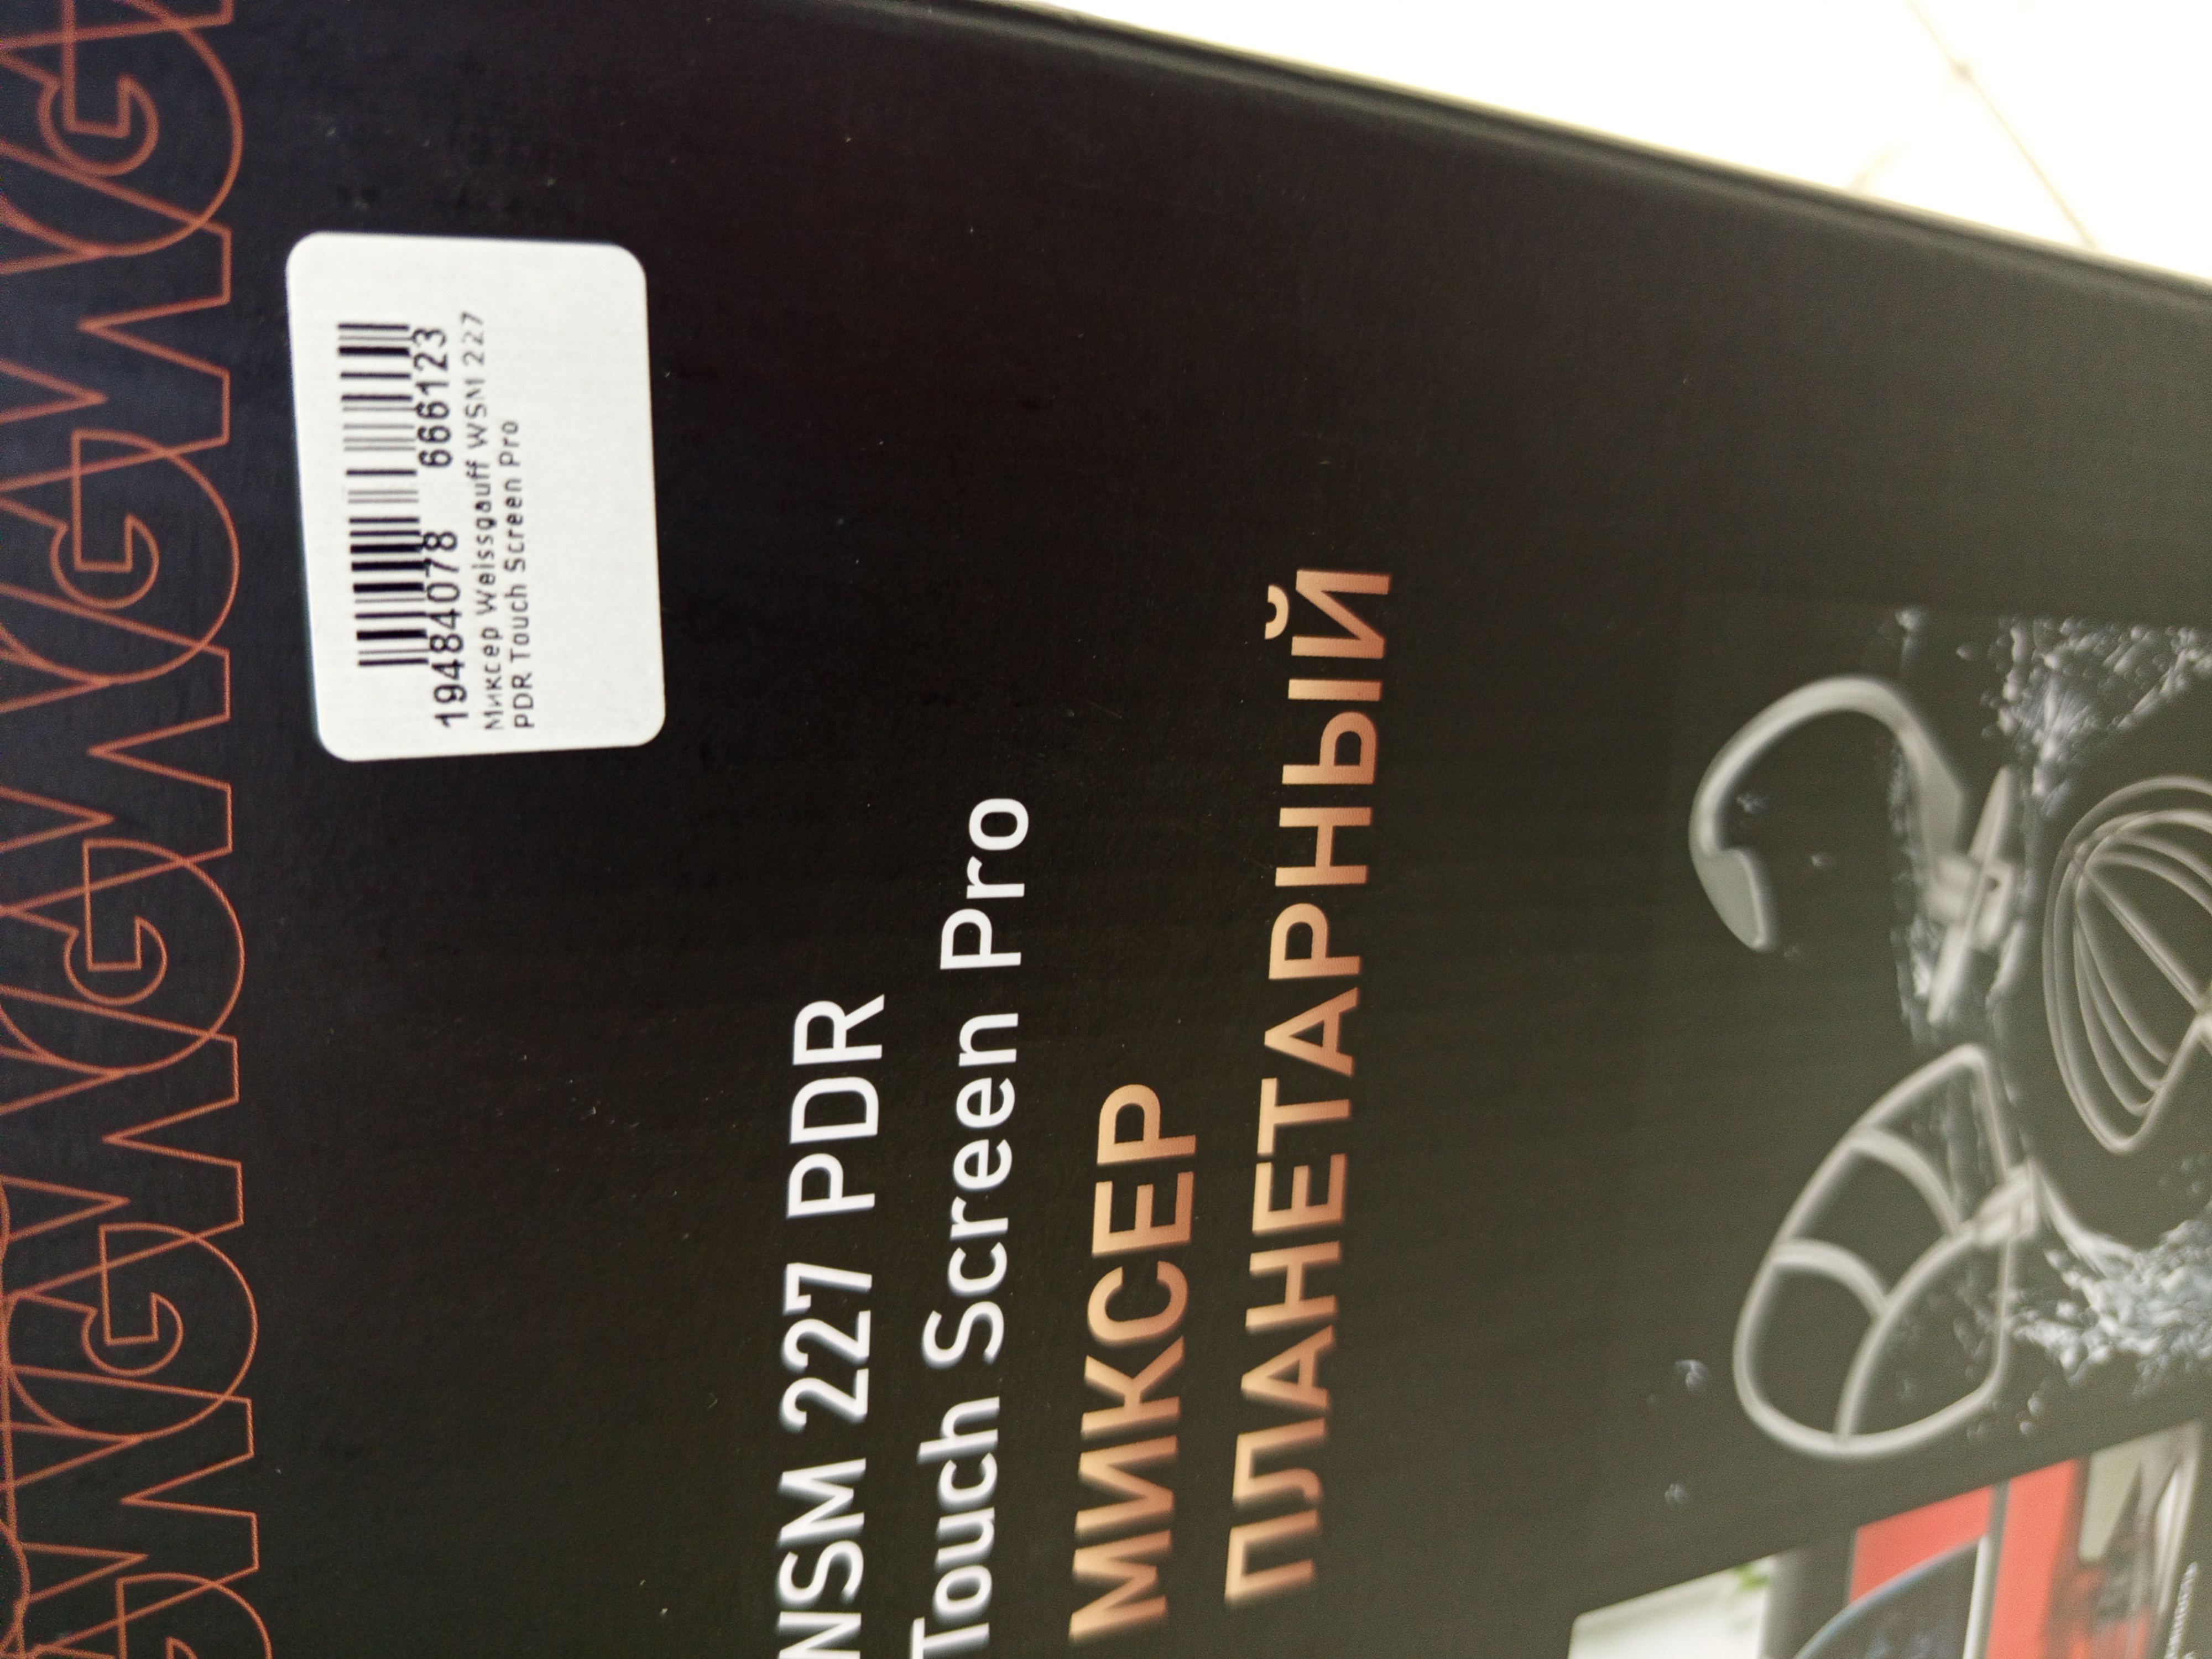 19484078 666123
Миксер Weissgauff WSM 227
PDR Touch Screen Pro
WSM 227 PDR
Touch Screen Pro
МИКСЕР
ПЛАНЕТАРНЫЙ